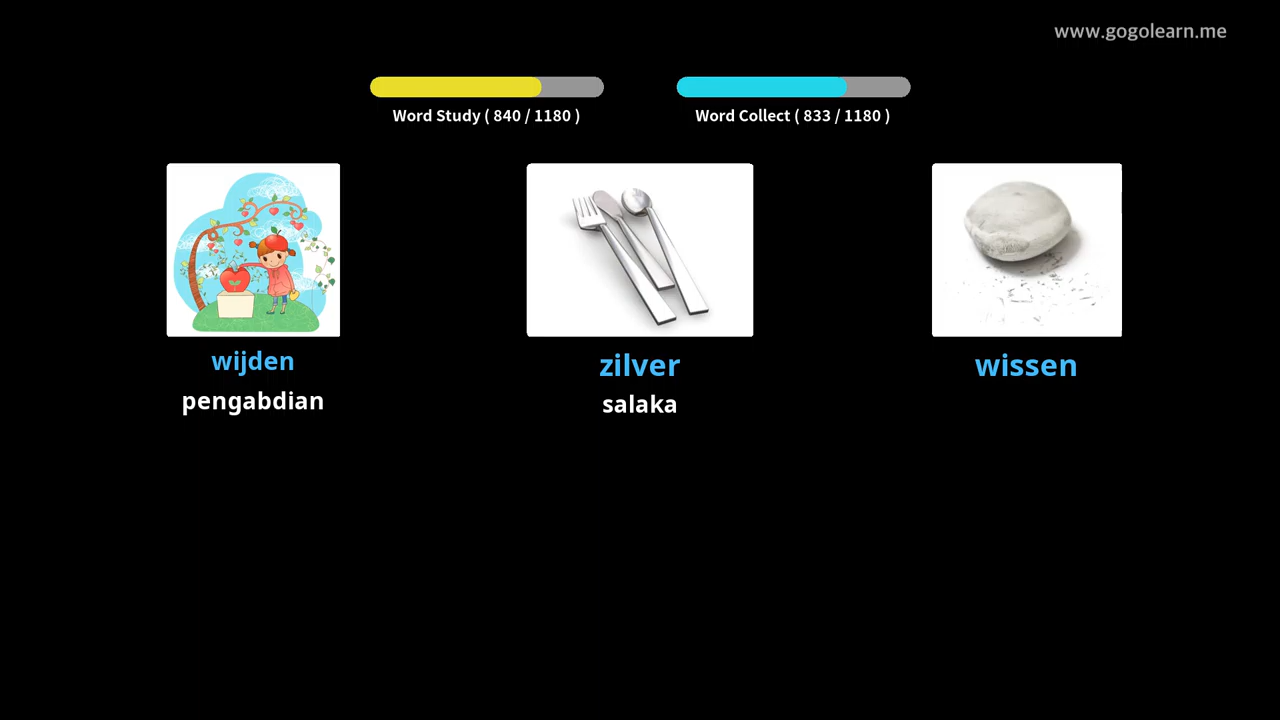 www.gogolearn.me
Word Study ( 840 / 1180 )
Word Collect ( 833 / 1180 )
wijden
pengabdian
zilver
salaka
wissen